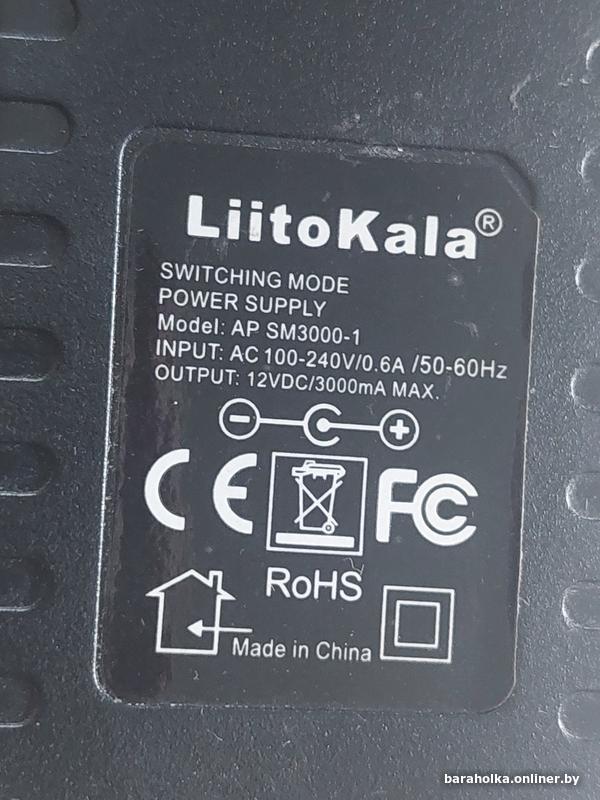 LiitoKala®
SWITCHING MODE
POWER SUPPLY
Model: AP SM3000-1
INPUT: AC 100-240V/0.6A /50-60Hz
OUTPUT: 12VDC/3000mA MAX.
CE FC
RoHS
Made in China
baraholka.onliner.by